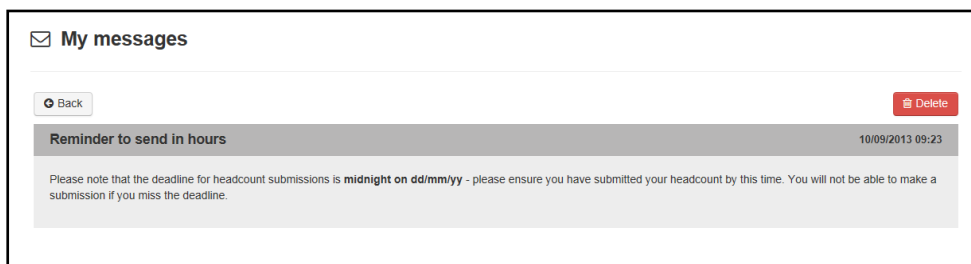 My messages
Back
Delete
Reminder to send in hours
10/09/2013 09:23
Please note that the deadline for headcount submissions is midnight on dd/mm/yy - please ensure you have submitted your headcount by this time. You will not be able to make a
submission if you miss the deadline.